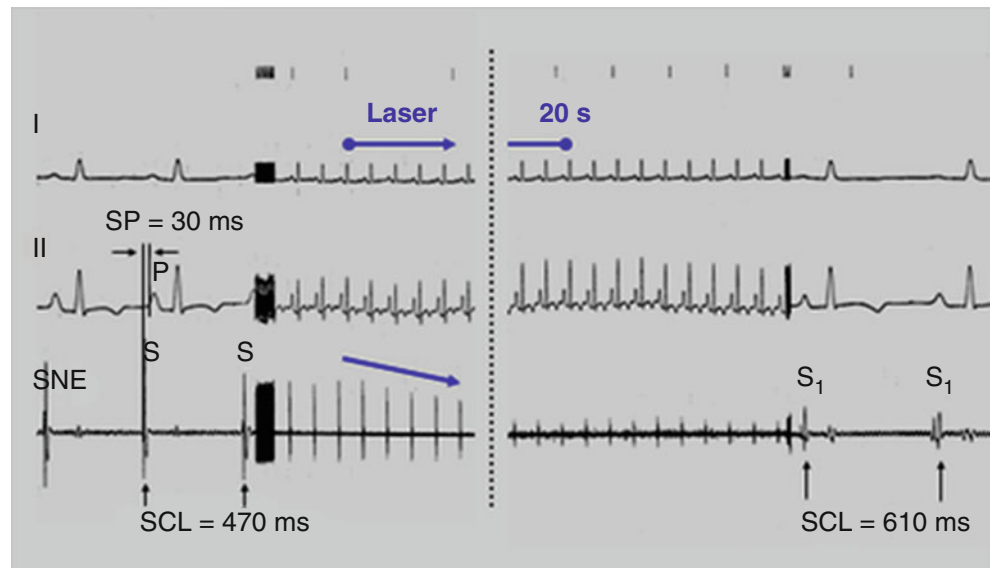 Laser
20 s
I
SP = 30 ms
II
P
S
S
SNE
S1
S1
SCL = 470 ms
SCL = 610 ms